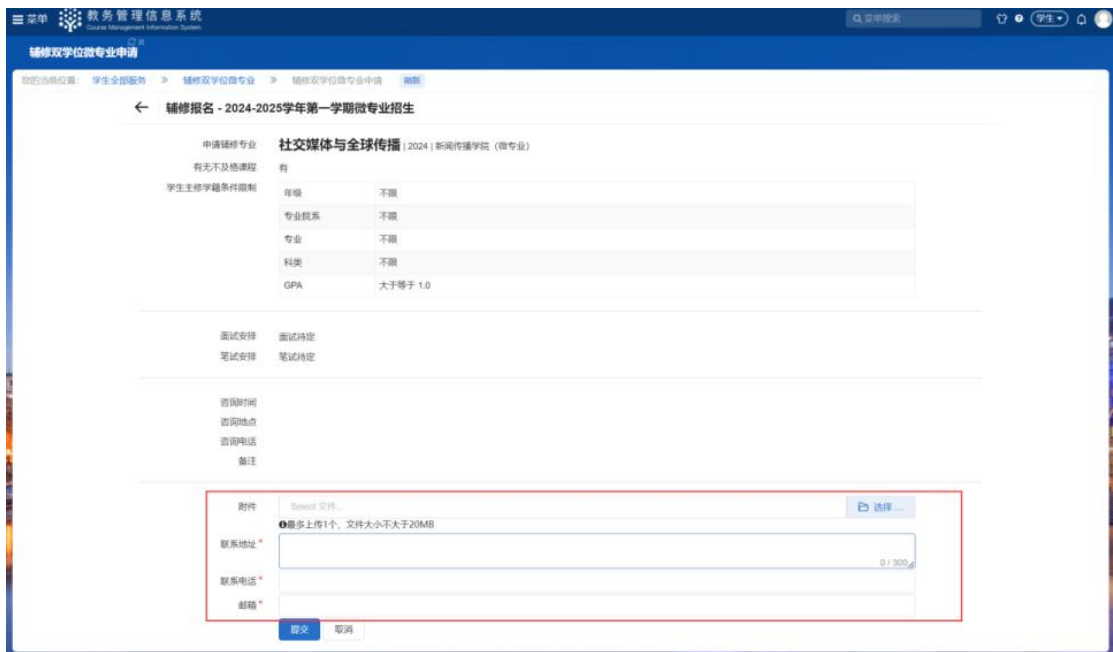 菜单 教务管理信息系统 菜单搜索 学生
Course Management Information System
辅修双学位微专业申请
您的当前位置： 学生全部服务 » 辅修双学位微专业 » 辅修双学位微专业申请 刷新
← 辅修报名 - 2024-2025学年第一学期微专业招生
申请辅修专业 社交媒体与全球传播 | 2024 | 新闻传播学院（微专业）
有无不及格课程 有
学生主修学籍条件限制 年级 不限
专业院系 不限
专业 不限
科类 不限
GPA 大于等于 1.0
面试安排 面试待定
笔试安排 笔试待定
咨询时间
咨询地点
咨询电话
备注
附件 Select 文件... 选择 ...
最多上传1个，文件大小不大于20MB
联系地址 *
0 / 300
联系电话 *
邮箱 *
提交 取消